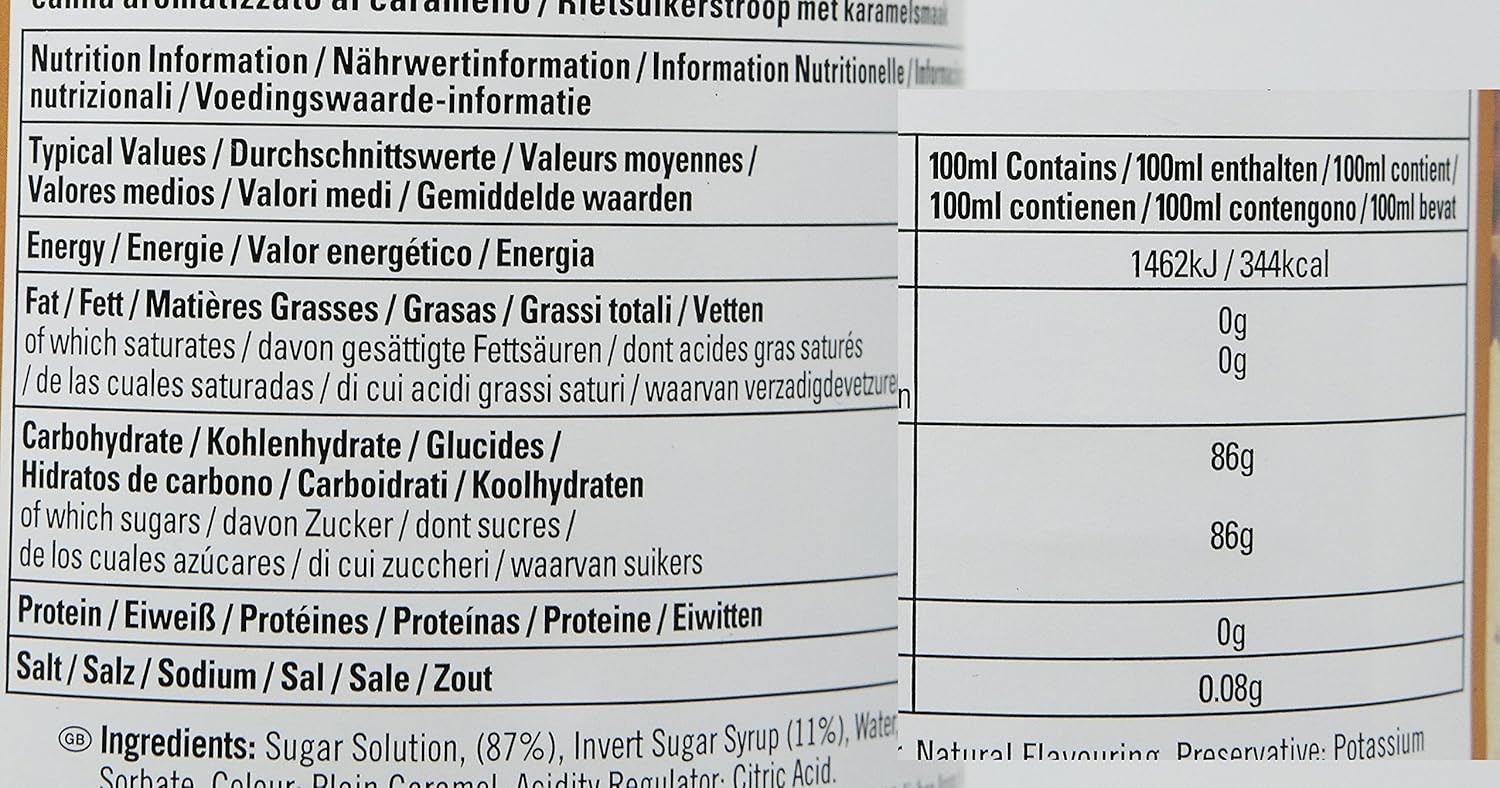 aromatizzato al caramello / Rietsuikerstroop met karamelsmaak
Nutrition Information / Nährwertinformation / Information Nutritionelle /
nutrizionali / Voedingswaarde-informatie
Typical Values / Durchschnittswerte / Valeurs moyennes /
Valores medios / Valori medi / Gemiddelde waarden
100ml Contains / 100ml enthalten / 100ml contient /
100ml contienen / 100ml contengono / 100ml bevat
Energy / Energie / Valor energético / Energia
1462kJ / 344kcal
Fat / Fett / Matières Grasses / Grasas / Grassi totali / Vetten
0g
of which saturates / davon gesättigte Fettsäuren / dont acides gras saturés
0g
/ de las cuales saturadas / di cui acidi grassi saturi / waarvan verzadigdevetzuren
Carbohydrate / Kohlenhydrate / Glucides /
86g
Hidratos de carbono / Carboidrati / Koolhydraten
of which sugars / davon Zucker / dont sucres /
86g
de los cuales azúcares / di cui zuccheri / waarvan suikers
Protein / Eiweiß / Protéines / Proteínas / Proteine / Eiwitten
0g
Salt / Salz / Sodium / Sal / Sale / Zout
0.08g
GB Ingredients: Sugar Solution, (87%), Invert Sugar Syrup (11%), Water, Natural Flavouring Preservative: Potassium
Sorbate Colour Plain Caramel Acidity Regulator: Citric Acid.